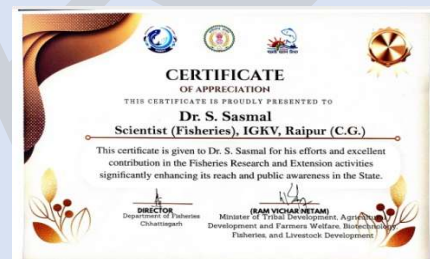 CERTIFICATE
OF APPRECIATION
THIS CERTIFICATE IS PROUDLY PRESENTED TO
Dr. S. Sasmal
Scientist (Fisheries), IGKV, Raipur (C.G.)
This certificate is given to Dr. S. Sasmal for his efforts and excellent
contribution in the Fisheries Research and Extension activities
significantly enhancing its reach and public awareness in the State.
DIRECTOR
Department of Fisheries
Chhattisgarh
(RAM VICHAR NETAM)
Minister of Tribal Development, Agriculture
Development and Farmers Welfare, Biotechnology
Fisheries, and Livestock Development